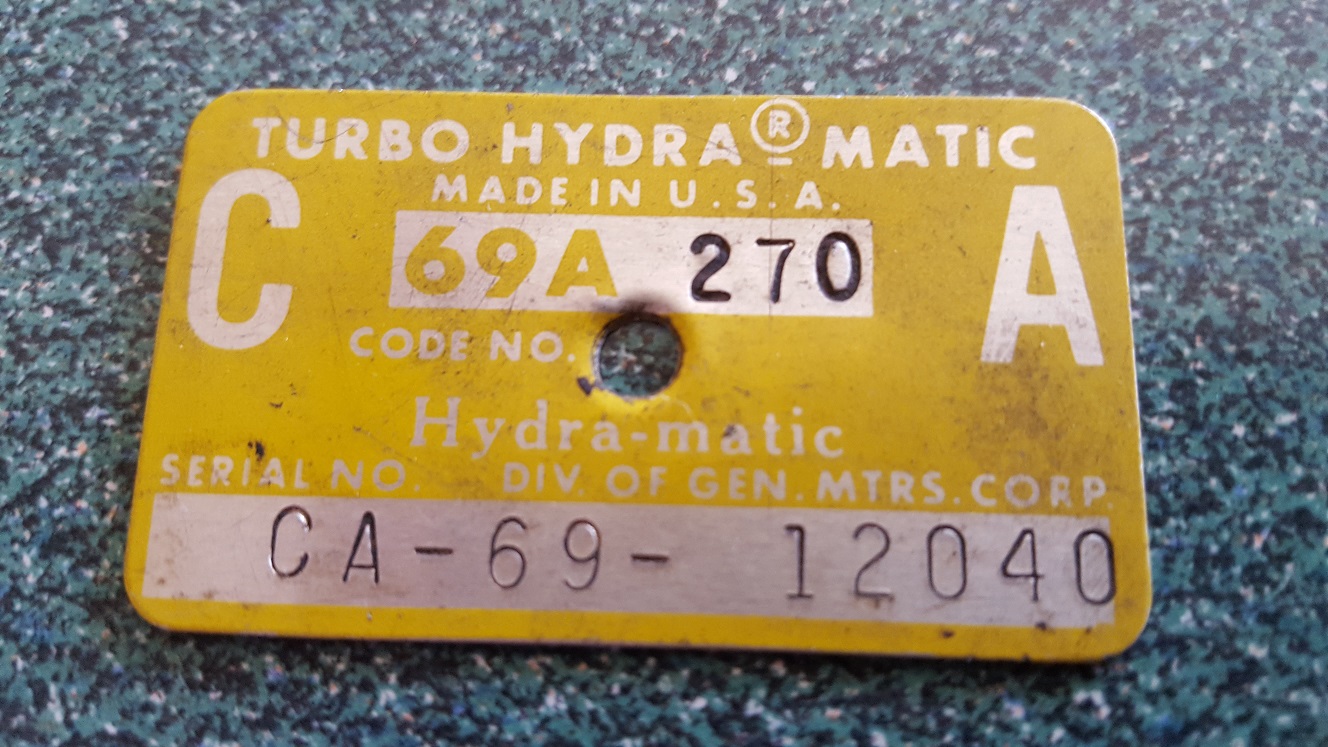 TURBO HYDRA®MATIC
MADE IN U.S.A.
C 69A 270 A
CODE NO.
Hydra-matic
SERIAL NO. DIV. OF GEN. MTRS. CORP.
CA-69- 12040